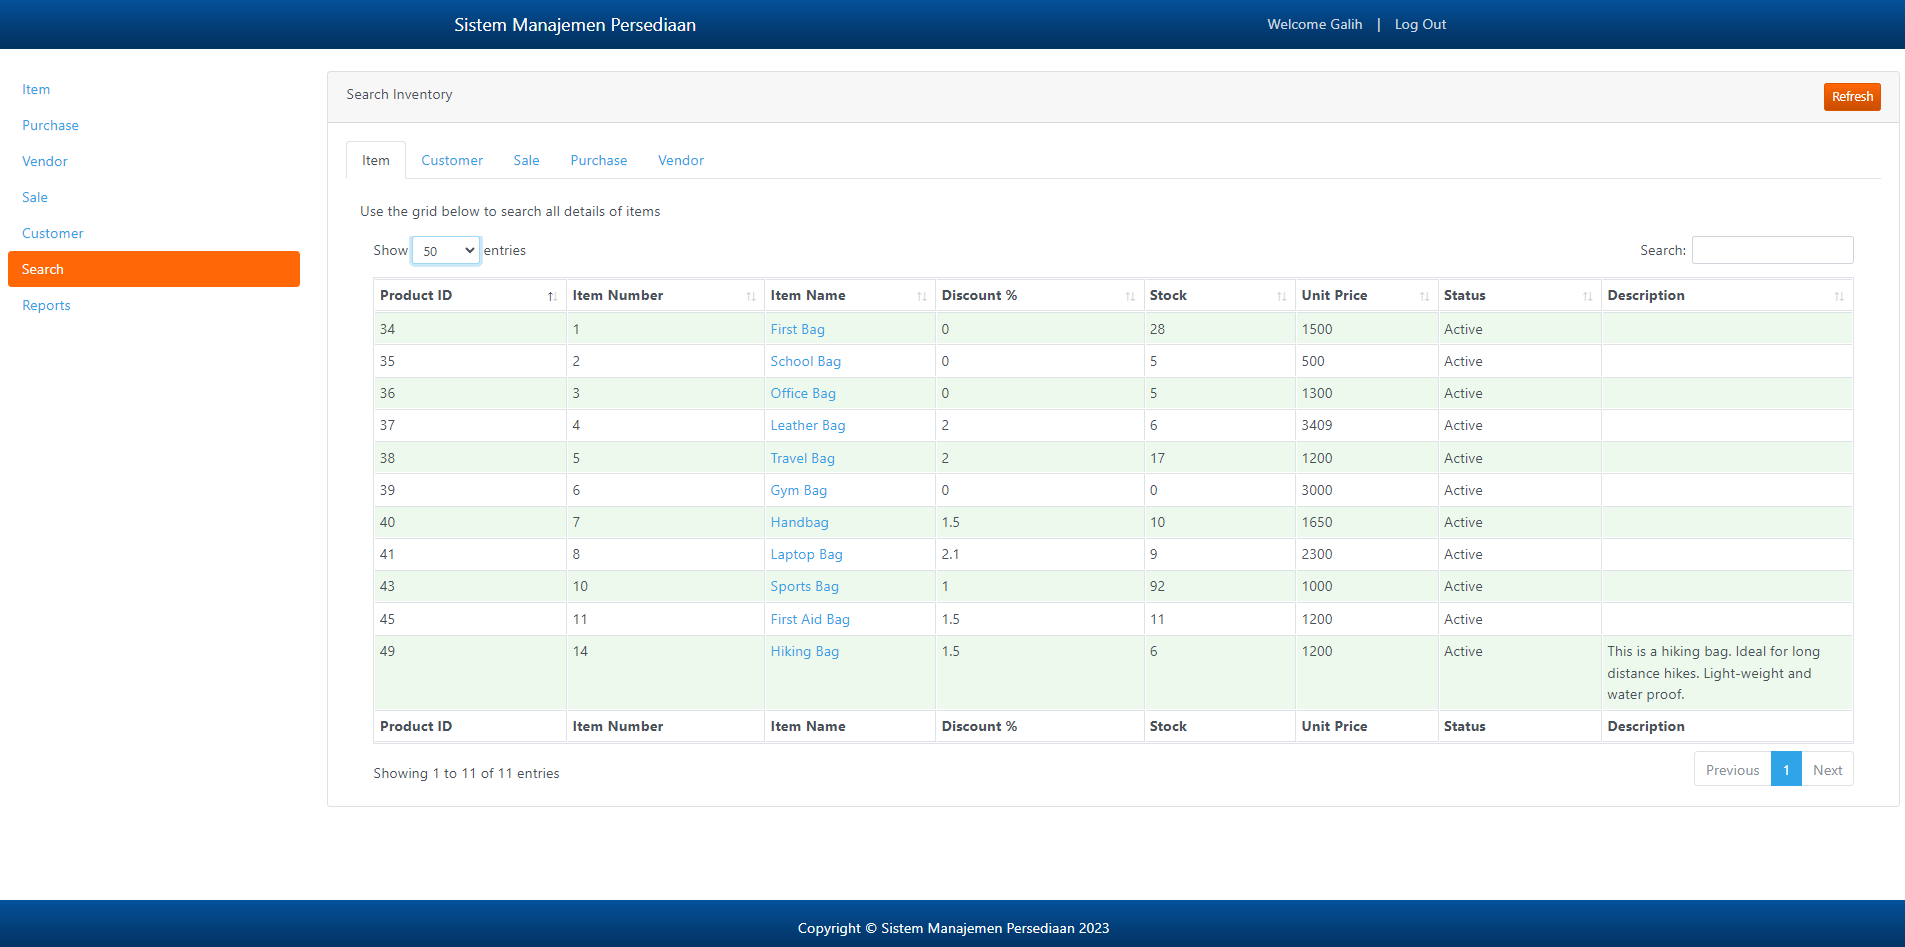 Sistem Manajemen Persediaan
Welcome Galih | Log Out
Item
Purchase
Vendor
Sale
Customer
Search
Reports
Search Inventory
Refresh
Item Customer Sale Purchase Vendor
Use the grid below to search all details of items
Show 50 entries
Search:
Product ID Item Number Item Name Discount % Stock Unit Price Status Description
34 1 First Bag 0 28 1500 Active
35 2 School Bag 0 5 500 Active
36 3 Office Bag 0 5 1300 Active
37 4 Leather Bag 2 6 3409 Active
38 5 Travel Bag 2 17 1200 Active
39 6 Gym Bag 0 0 3000 Active
40 7 Handbag 1.5 10 1650 Active
41 8 Laptop Bag 2.1 9 2300 Active
43 10 Sports Bag 1 92 1000 Active
45 11 First Aid Bag 1.5 11 1200 Active
49 14 Hiking Bag 1.5 6 1200 Active This is a hiking bag. Ideal for long
distance hikes. Light-weight and
water proof.
Product ID Item Number Item Name Discount % Stock Unit Price Status Description
Showing 1 to 11 of 11 entries
Previous 1 Next
Copyright © Sistem Manajemen Persediaan 2023